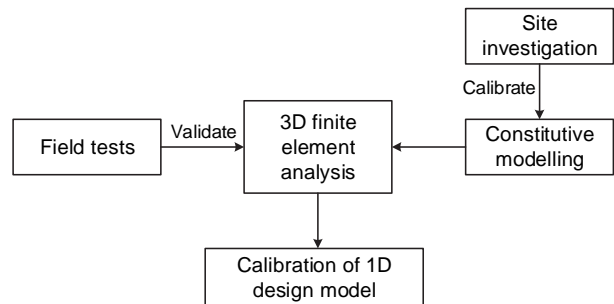 Site
investigation
Calibrate
Field tests
Validate
3D finite
element
analysis
Constitutive
modelling
Calibration of 1D
design model